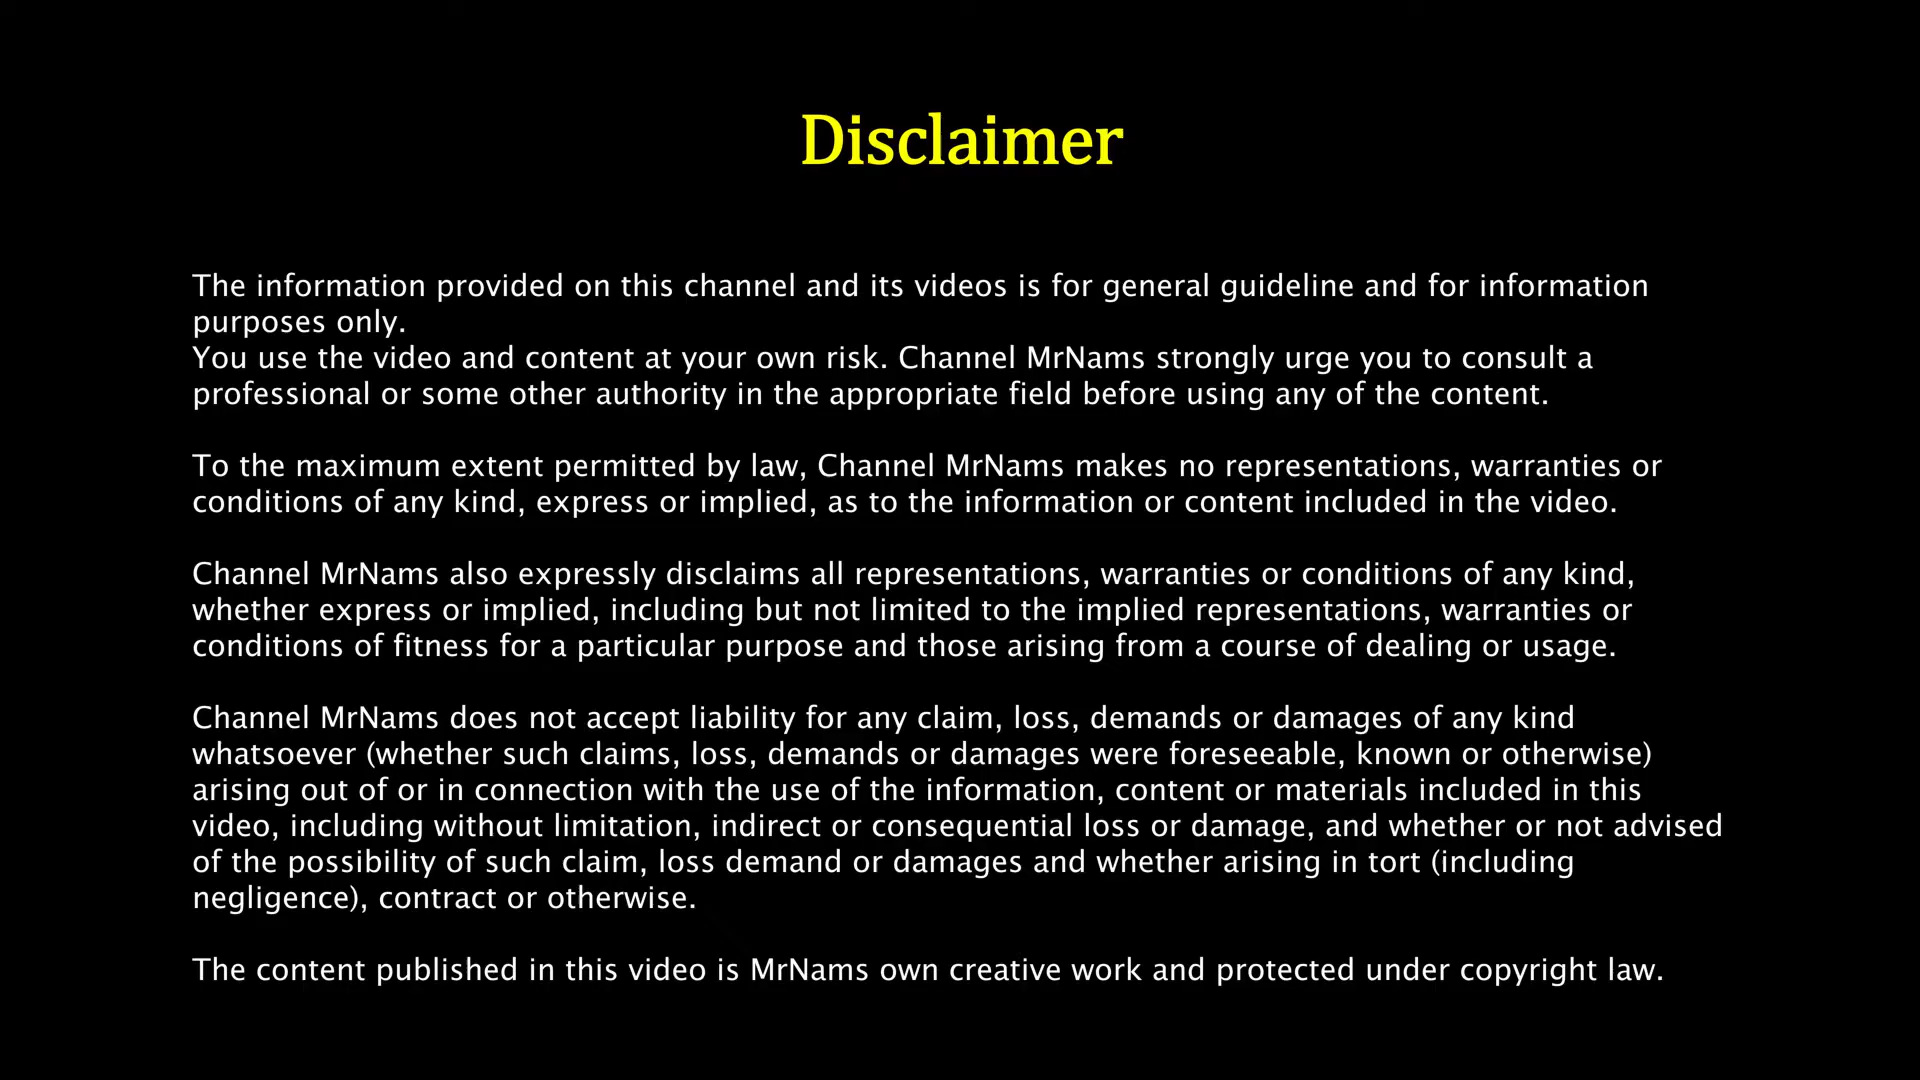 Disclaimer
The information provided on this channel and its videos is for general guideline and for information
purposes only.
You use the video and content at your own risk. Channel MrNams strongly urge you to consult a
professional or some other authority in the appropriate field before using any of the content.
To the maximum extent permitted by law, Channel MrNams makes no representations, warranties or
conditions of any kind, express or implied, as to the information or content included in the video.
Channel MrNams also expressly disclaims all representations, warranties or conditions of any kind,
whether express or implied, including but not limited to the implied representations, warranties or
conditions of fitness for a particular purpose and those arising from a course of dealing or usage.
Channel MrNams does not accept liability for any claim, loss, demands or damages of any kind
whatsoever (whether such claims, loss, demands or damages were foreseeable, known or otherwise)
arising out of or in connection with the use of the information, content or materials included in this
video, including without limitation, indirect or consequential loss or damage, and whether or not advised
of the possibility of such claim, loss demand or damages and whether arising in tort (including
negligence), contract or otherwise.
The content published in this video is MrNams own creative work and protected under copyright law.